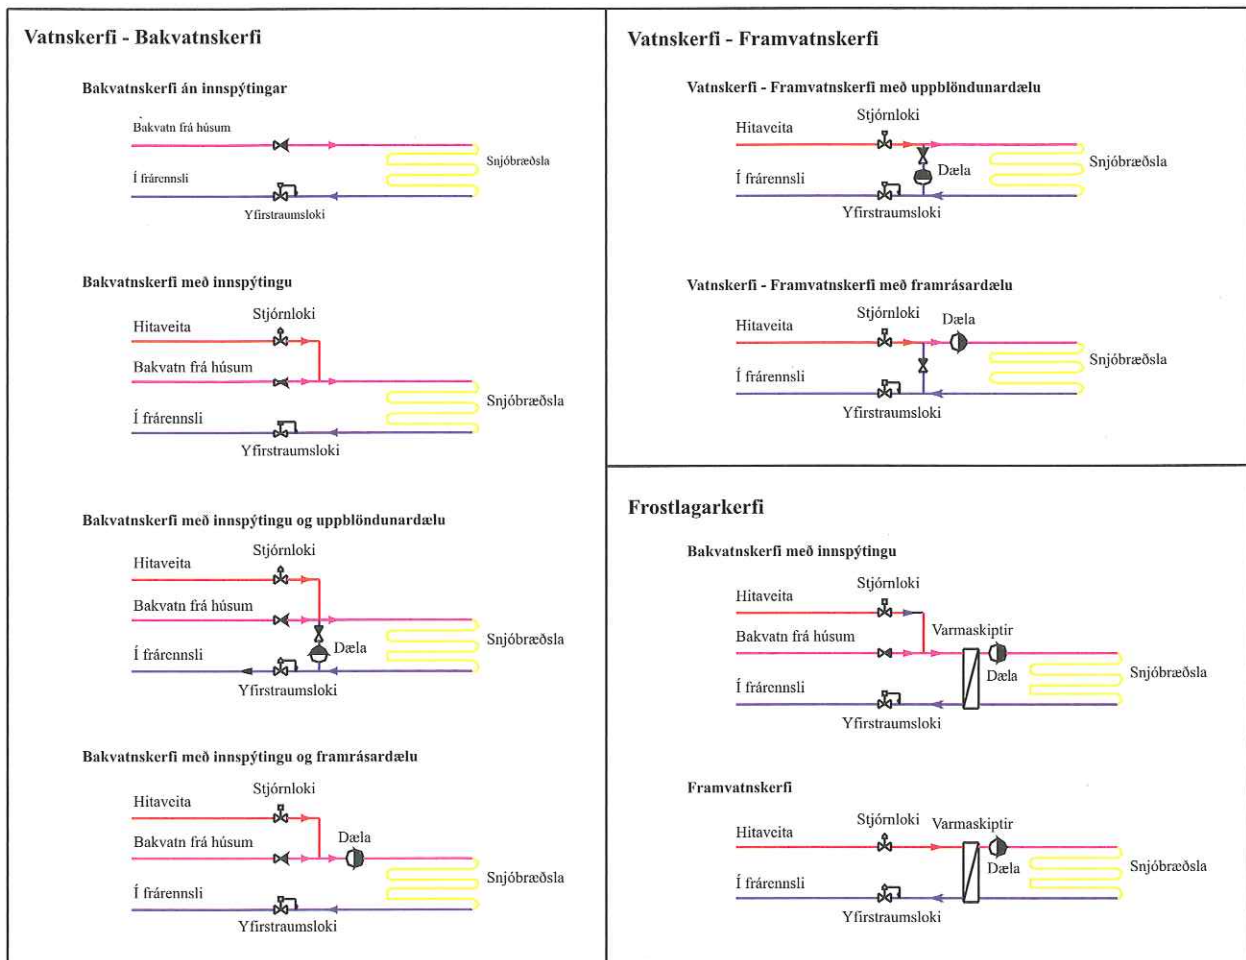 Vatnskerfi - Bakvatnskerfi
Bakvatnskerfi án innspýtingar
Bakvatn frá húsum
Snjóbræðsla
Í frárennsli
Yfirstraumsloki
Bakvatnskerfi með innspýtingu
Stjórnloki
Hitaveita
Bakvatn frá húsum
Snjóbræðsla
Í frárennsli
Yfirstraumsloki
Bakvatnskerfi með innspýtingu og uppblöndunardælu
Stjórnloki
Hitaveita
Bakvatn frá húsum
Snjóbræðsla
Dæla
Í frárennsli
Yfirstraumsloki
Bakvatnskerfi með innspýtingu og framrásardælu
Stjórnloki
Hitaveita
Dæla
Bakvatn frá húsum
Snjóbræðsla
Í frárennsli
Yfirstraumsloki
Vatnskerfi - Framvatnskerfi
Vatnskerfi - Framvatnskerfi með uppblöndunardælu
Stjórnloki
Hitaveita
Snjóbræðsla
Dæla
Í frárennsli
Yfirstraumsloki
Vatnskerfi - Framvatnskerfi með framrásardælu
Stjórnloki
Dæla
Hitaveita
Snjóbræðsla
Í frárennsli
Yfirstraumsloki
Frostlagarkerfi
Bakvatnskerfi með innspýtingu
Stjórnloki
Hitaveita
Varmaskiptir
Bakvatn frá húsum
Dæla
Snjóbræðsla
Í frárennsli
Yfirstraumsloki
Framvatnskerfi
Stjórnloki
Varmaskiptir
Hitaveita
Dæla
Snjóbræðsla
Í frárennsli
Yfirstraumsloki